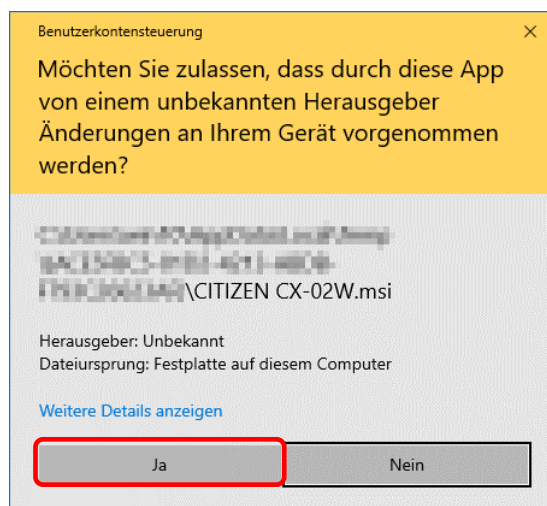 Benutzerkontensteuerung
Möchten Sie zulassen, dass durch diese App
von einem unbekannten Herausgeber
Änderungen an Ihrem Gerät vorgenommen
werden?
\CITIZEN CX-02W.msi
Herausgeber: Unbekannt
Dateiursprung: Festplatte auf diesem Computer
Weitere Details anzeigen
Ja
Nein